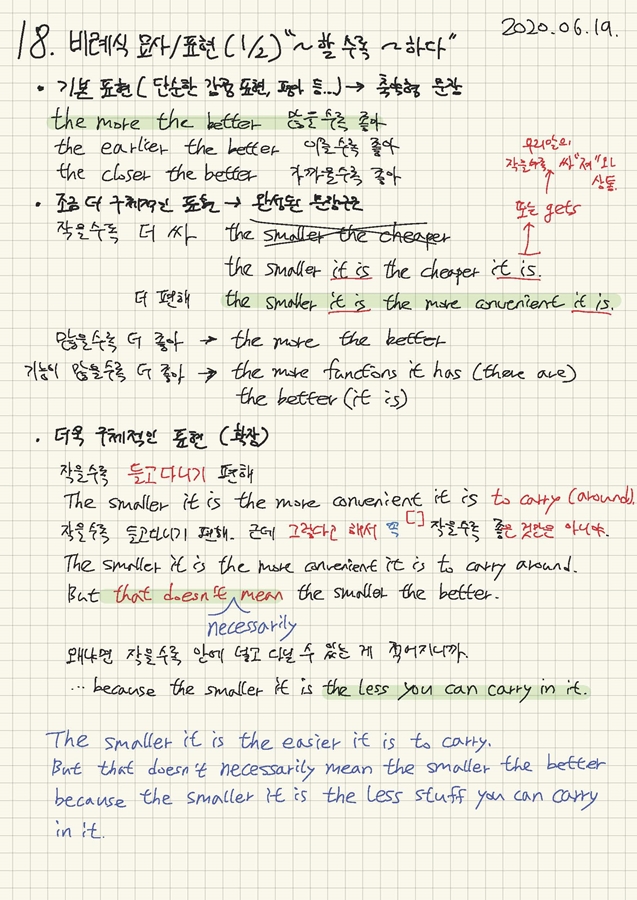 18. 비례식 묘사/표현 (1/2) "~할수록 ~하다"
2020.06.19.
• 기본 표현 ( 단순한 감정 표현, 평가 등...) → 축약형 문장
the more the better 많을수록 좋아
the earlier the better 이를수록 좋아
the closer the better 가까울수록 좋아
우리말의
작을수록 싸"져"와
상통.
또는 gets
• 조금 더 구체적인 표현 → 완성된 문장구조
작을수록 더 싸 the smaller the cheaper
the smaller it is the cheaper it is.
더 편해 the smaller it is the more convenient it is.
많을수록 더 좋아 → the more the better
기능이 많을수록 더 좋아 → the more functions it has (there are)
the better (it is)
• 더욱 구체적인 표현 (확장)
작을수록 들고다니기 편해
The smaller it is the more convenient it is to carry (around).
작을수록 들고다니기 편해. 근데 그렇다고 해서 꼭 [ ] 작을수록 좋은 것만은 아니야.
The smaller it is the more convenient it is to carry around.
But that doesn't mean the smaller the better.
necessarily
왜냐면 작을수록 안에 넣고 다닐 수 있는 게 적어지니까.
... because the smaller it is the less you can carry in it.
The smaller it is the easier it is to carry.
But that doesn't necessarily mean the smaller the better
because the smaller it is the less stuff you can carry
in it.